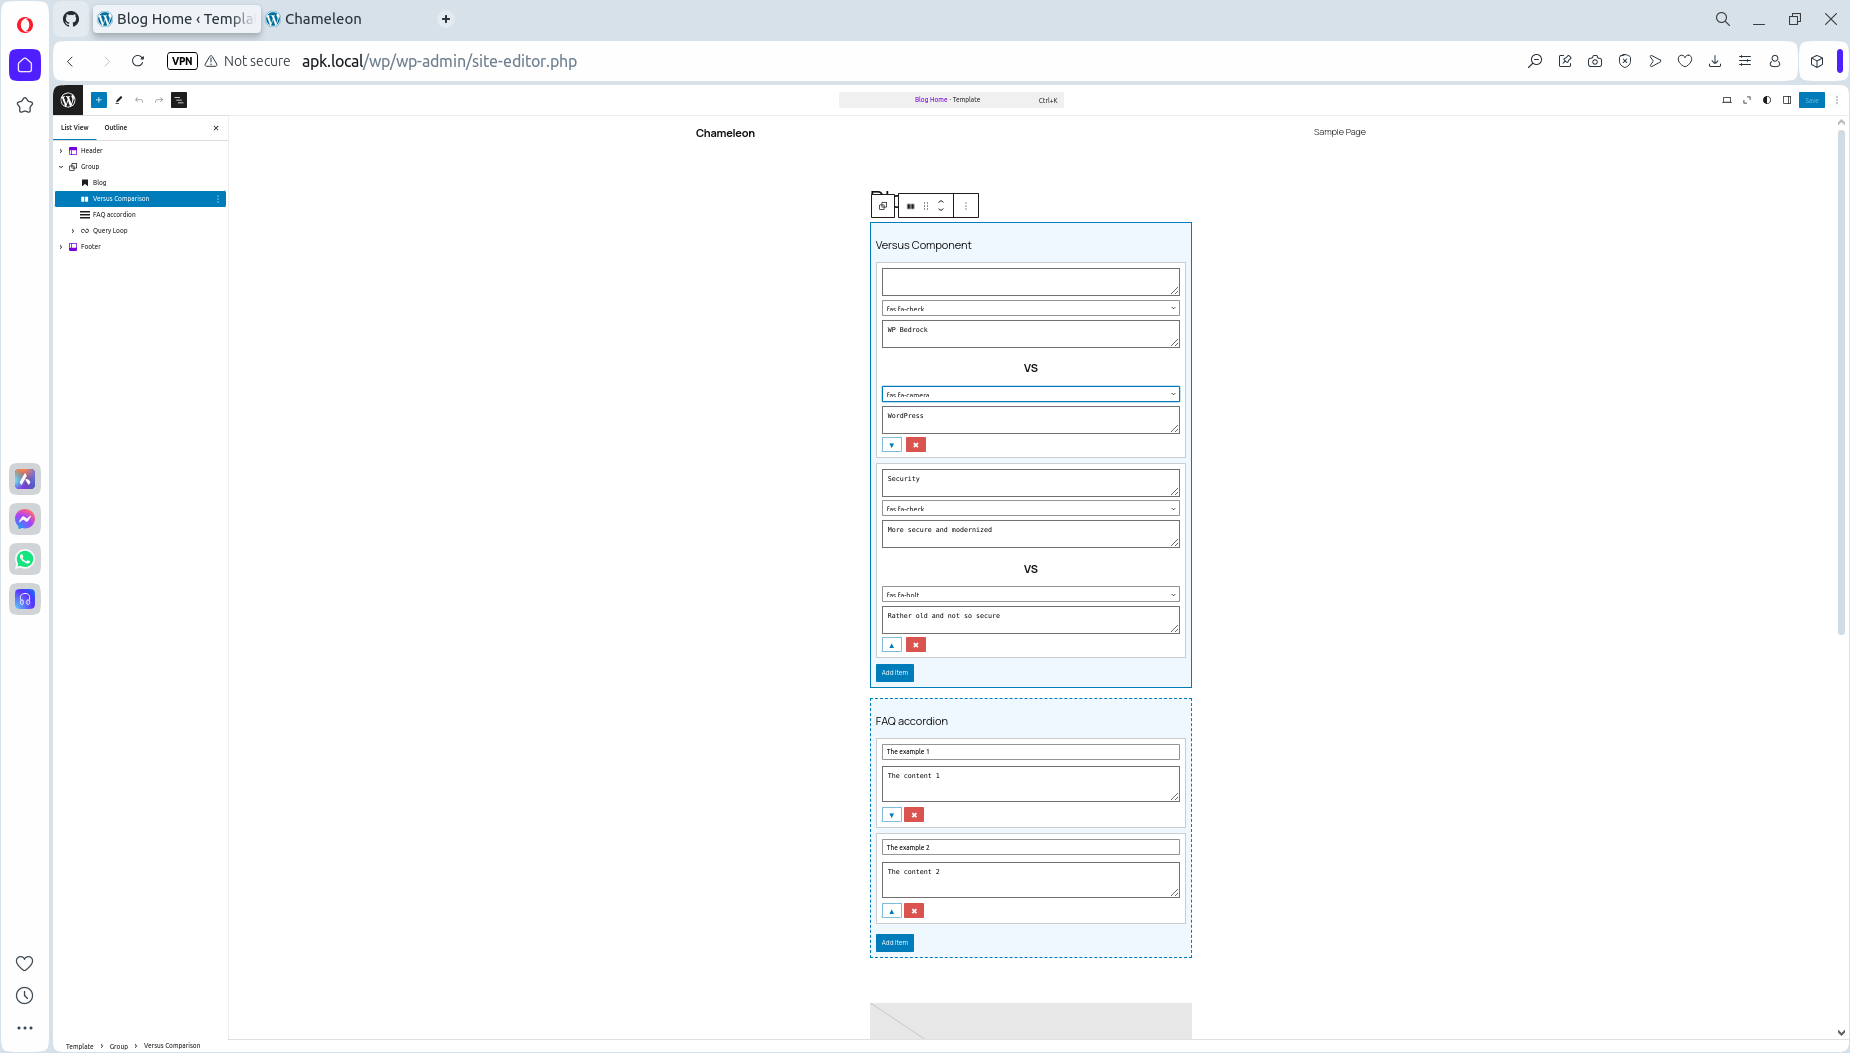 Blog Home ‹ Templa
Chameleon
VPN
Not secure
apk.local/wp/wp-admin/site-editor.php
Blog Home · Template
Ctrl+K
Save
List View
Outline
Header
Group
Blog
Versus Comparison
FAQ accordion
Query Loop
Footer
Chameleon
Sample Page
Versus Component
fas fa-check
WP Bedrock
VS
fas fa-camera
WordPress
Security
fas fa-check
More secure and modernized
VS
fas fa-bolt
Rather old and not so secure
Add Item
FAQ accordion
The example 1
The content 1
The example 2
The content 2
Add Item
Template › Group › Versus Comparison